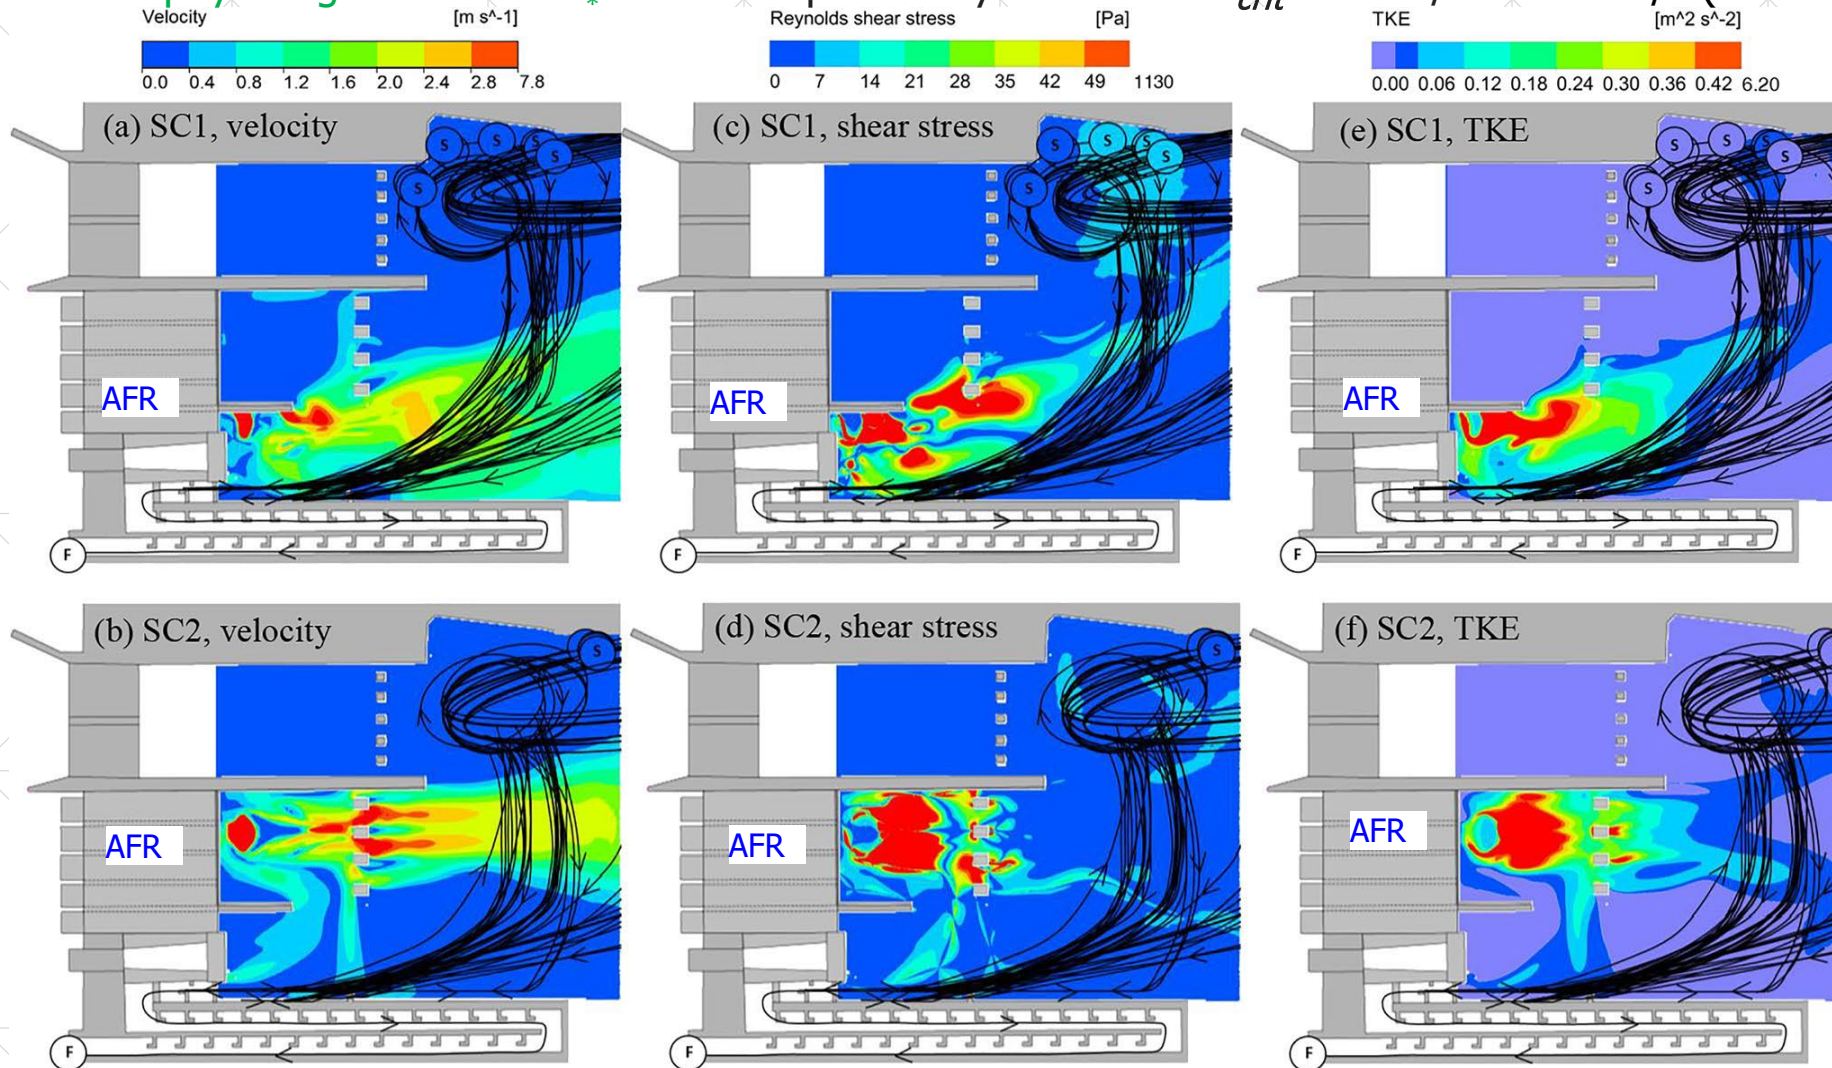 crit
Velocity [m s^-1]
0.0 0.4 0.8 1.2 1.6 2.0 2.4 2.8 7.8
Reynolds shear stress [Pa]
0 7 14 21 28 35 42 49 1130
TKE [m^2 s^-2]
0.00 0.06 0.12 0.18 0.24 0.30 0.36 0.42 6.20
(a) SC1, velocity
S S S S
S
AFR
F
(c) SC1, shear stress
S S S S
S
AFR
F
(e) SC1, TKE
S S S S
S
AFR
F
(b) SC2, velocity
S
AFR
F
(d) SC2, shear stress
S
AFR
F
(f) SC2, TKE
AFR
F